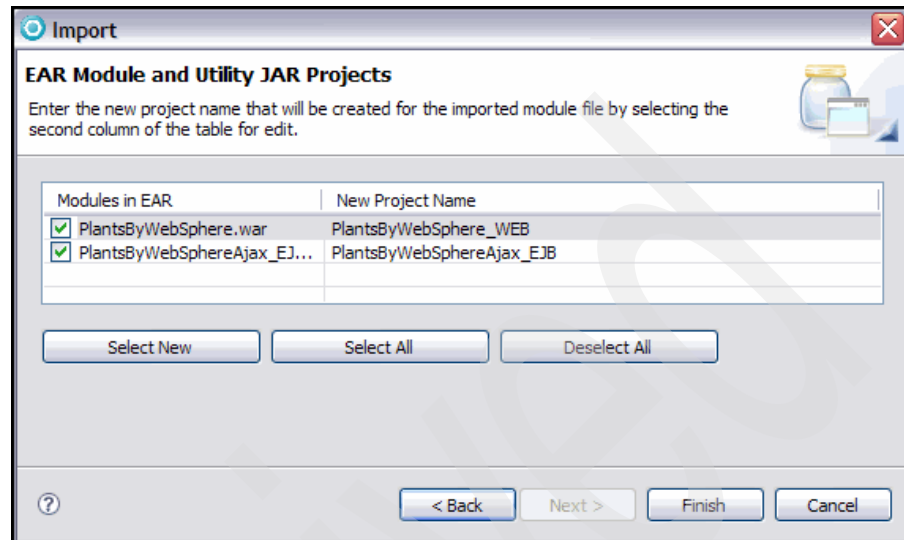 Import
EAR Module and Utility JAR Projects
Enter the new project name that will be created for the imported module file by selecting the
second column of the table for edit.
Modules in EAR New Project Name
PlantsByWebSphere.war PlantsByWebSphere_WEB
PlantsByWebSphereAjax_EJ... PlantsByWebSphereAjax_EJB
Select New Select All Deselect All
? < Back Next > Finish Cancel